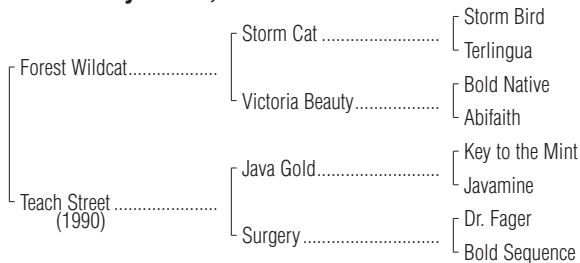 Storm Bird
Storm Cat ........................
Terlingua
Forest Wildcat..................
Bold Native
Victoria Beauty.................
Abifaith
Key to the Mint
Java Gold.........................
Javamine
Teach Street .....................
(1990)
Dr. Fager
Surgery............................
Bold Sequence